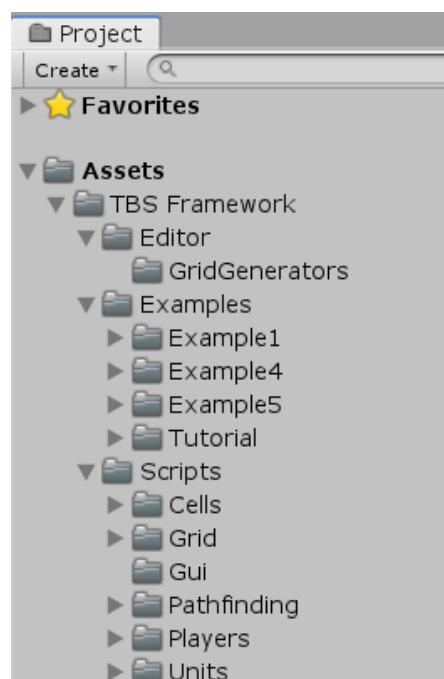 Project
Create
Favorites
Assets
TBS Framework
Editor
GridGenerators
Examples
Example1
Example4
Example5
Tutorial
Scripts
Cells
Grid
Gui
Pathfinding
Players
Units